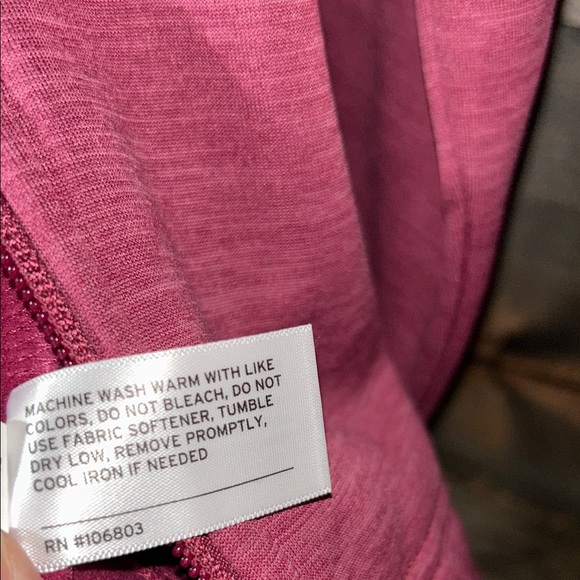 MACHINE WASH WARM WITH LIKE
COLORS, DO NOT BLEACH, DO NOT
USE FABRIC SOFTENER, TUMBLE
DRY LOW, REMOVE PROMPTLY,
COOL IRON IF NEEDED
RN #106803